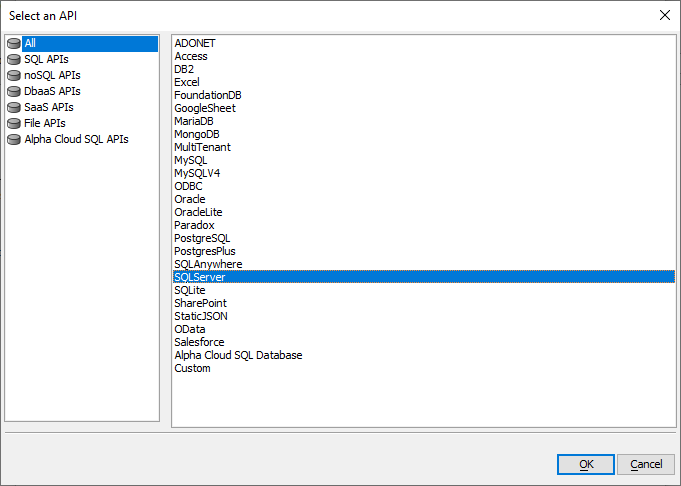 Select an API
All
SQL APIs
noSQL APIs
DbaaS APIs
SaaS APIs
File APIs
Alpha Cloud SQL APIs
ADONET
Access
DB2
Excel
FoundationDB
GoogleSheet
MariaDB
MongoDB
MultiTenant
MySQL
MySQLV4
ODBC
Oracle
OracleLite
Paradox
PostgreSQL
PostgresPlus
SQLAnywhere
SQLServer
SQLite
SharePoint
StaticJSON
OData
Salesforce
Alpha Cloud SQL Database
Custom
OK
Cancel